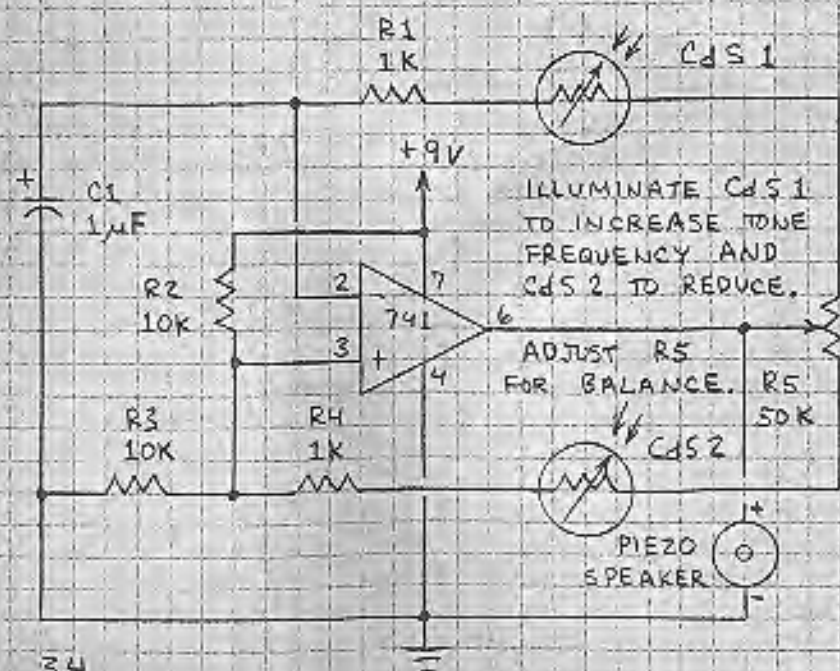 R1
1K
CdS 1
+9V
+
C1
1µF
ILLUMINATE CdS 1
TO INCREASE TONE
FREQUENCY AND
CdS 2 TO REDUCE.
R2
10K
2
-
7
741
6
3
+
4
ADJUST R5
FOR BALANCE.
R5
50K
R3
10K
R4
1K
CdS 2
+
PIEZO
SPEAKER
-
34